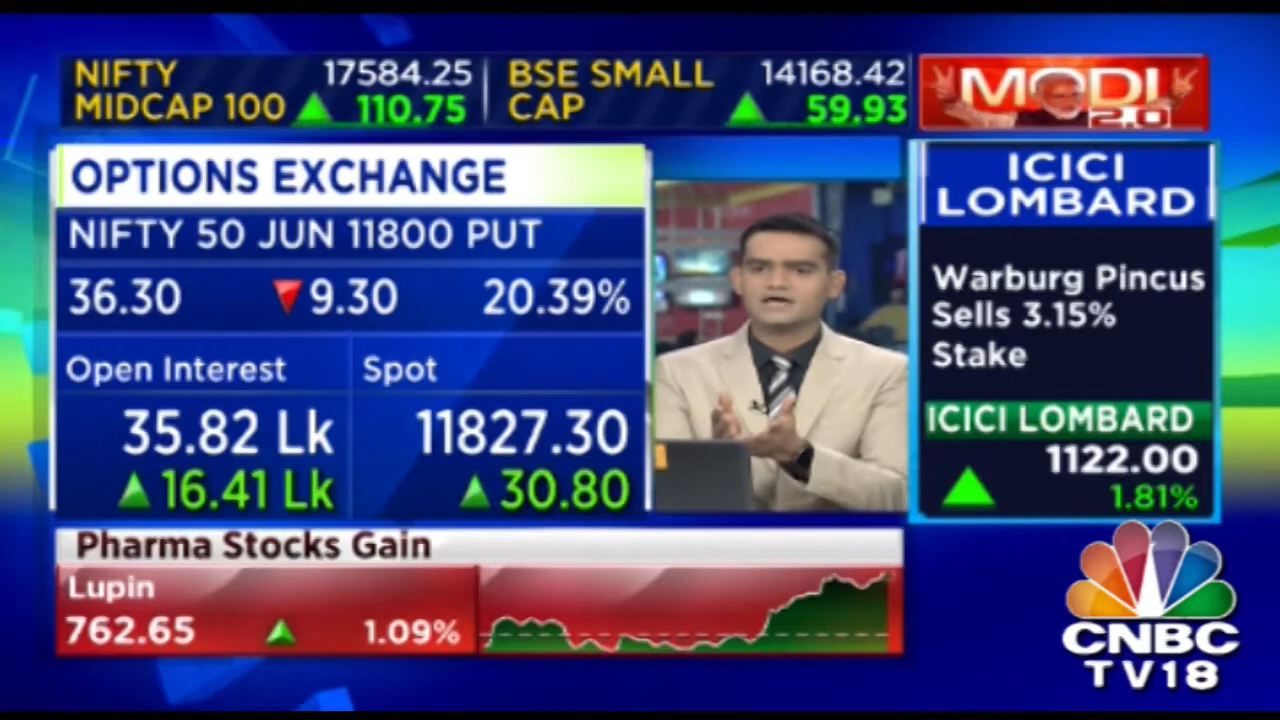 NIFTY 17584.25
MIDCAP 100 ▲ 110.75
BSE SMALL 14168.42
CAP ▲ 59.93
MODI
2.0
OPTIONS EXCHANGE
NIFTY 50 JUN 11800 PUT
36.30 ▼ 9.30 20.39%
Open Interest Spot
35.82 Lk 11827.30
▲ 16.41 Lk ▲ 30.80
ICICI
LOMBARD
Warburg Pincus
Sells 3.15%
Stake
ICICI LOMBARD
1122.00
▲ 1.81%
Pharma Stocks Gain
Lupin
762.65 ▲ 1.09%
CNBC
TV18